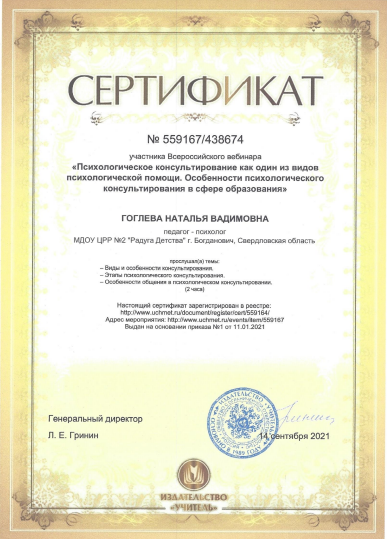 СЕРТИФИКАТ
№ 559167/438674
участника Всероссийского вебинара
«Психологическое консультирование как один из видов
психологической помощи. Особенности психологического
консультирования в сфере образования»
ГОГЛЕВА НАТАЛЬЯ ВАДИМОВНА
педагог - психолог
МДОУ ЦРР №2 "Радуга Детства" г. Богданович, Свердловская область
прослушал(а) темы:
– Виды и особенности консультирования.
– Этапы психологического консультирования.
– Особенности общения в психологическом консультировании.
(2 часа)
Настоящий сертификат зарегистрирован в реестре:
http://www.uchmet.ru/document/register/cert/559164/
Адрес мероприятия: http://www.uchmet.ru/events/item/559167
Выдан на основании приказа №1 от 11.01.2021
Генеральный директор
Л. Е. Гринин
14 сентября 2021
ИЗДАТЕЛЬСТВО
«УЧИТЕЛЬ»